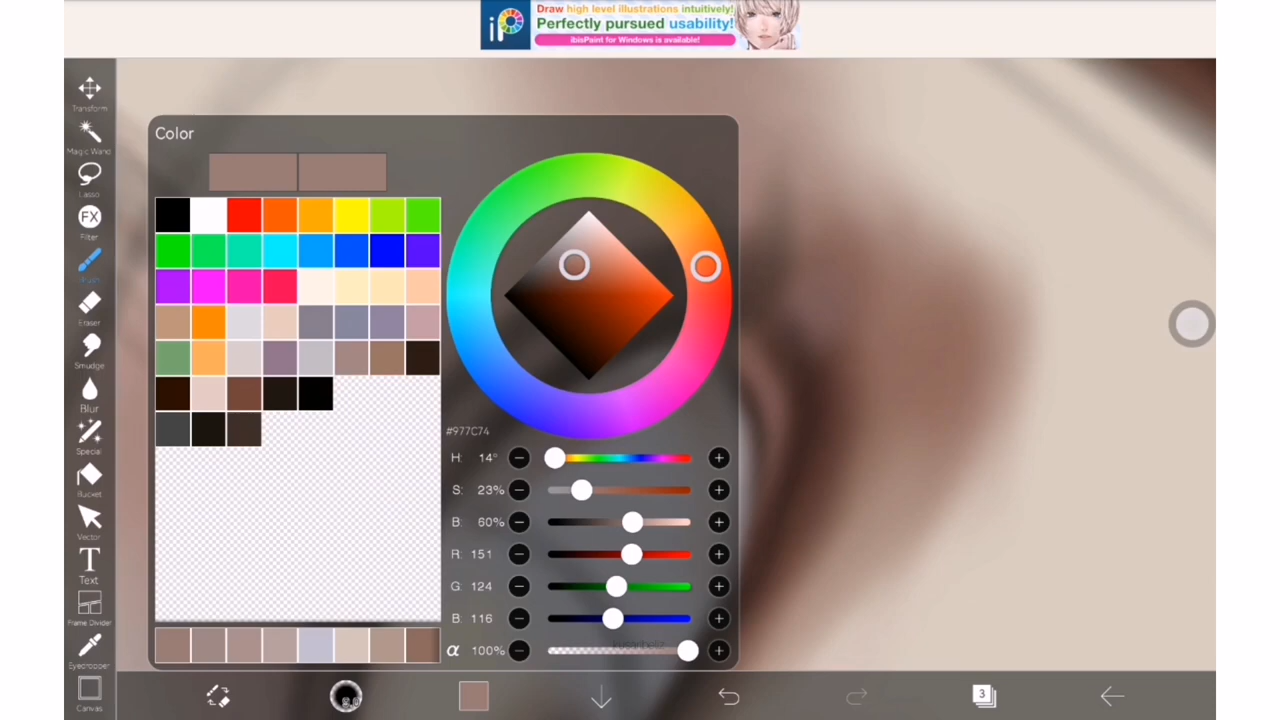 Draw high level illustrations intuitively!
Perfectly pursued usability!
ibisPaint for Windows is available!
Transform
Magic Wand
Lasso
FX
Filter
Eraser
Smudge
Blur
Special
Bucket
Vector
T
Text
Frame Divider
Eyedropper
Canvas
Color
#977C74
H: 14°
S: 23%
B: 60%
R: 151
G: 124
B: 116
α 100%
3